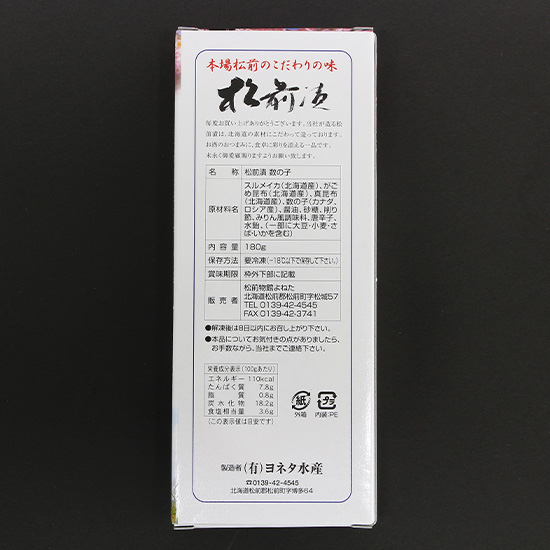 本場松前のこだわりの味
松前漬
毎度お買い上げありがとうございます。当社が造る松
前漬は、北海道の素材にこだわって造っております。
お酒のおつまみに、食卓に彩りを添える一品です。
末永く御愛顧賜りますようお願い致します。
名 称 松前漬 数の子
原材料名 スルメイカ(北海道産)、がご
め昆布(北海道産)、真昆布
(北海道産)、数の子(カナダ、
ロシア産)、醤油、砂糖、削り
節、みりん風調味料、唐辛子、
水飴、(一部に大豆・小麦・さ
ば・いかを含む)
内容量 180g
保存方法 要冷凍(-18℃以下で保存して下さい。)
賞味期限 枠外下部に記載
販売者 松前物館よねた
北海道松前郡松前町字松城57
TEL 0139-42-4545
FAX 0139-42-3741
●解凍後は8日以内にお召し上がり下さい。
●本品についてお気付きの点がありましたら、
お手数ながら、当社までご連絡下さい。
栄養成分表示(100gあたり)
エネルギー 110kcal
たんぱく質 7.8g
脂質 0.8g
炭水化物 18.2g
食塩相当量 3.6g
(この表示値は目安です)
紙 プラ
外箱 内装:PE
製造者 (有)ヨネタ水産
☎0139-42-4545
北海道松前郡松前町字博多64